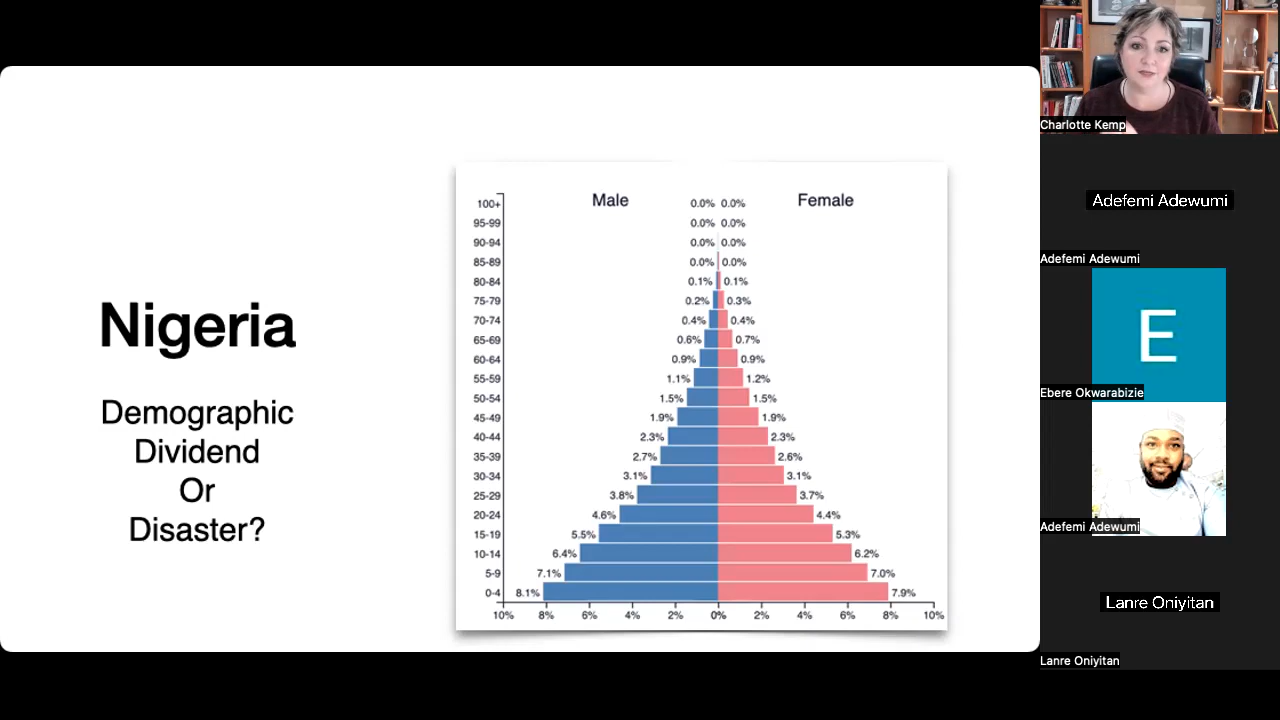 Nigeria
Demographic
Dividend
Or
Disaster?
Male Female
100+ 0.0% 0.0%
95-99 0.0% 0.0%
90-94 0.0% 0.0%
85-89 0.0% 0.0%
80-84 0.1% 0.1%
75-79 0.2% 0.3%
70-74 0.4% 0.4%
65-69 0.6% 0.7%
60-64 0.9% 0.9%
55-59 1.1% 1.2%
50-54 1.5% 1.5%
45-49 1.9% 1.9%
40-44 2.3% 2.3%
35-39 2.7% 2.6%
30-34 3.1% 3.1%
25-29 3.8% 3.7%
20-24 4.6% 4.4%
15-19 5.5% 5.3%
10-14 6.4% 6.2%
5-9 7.1% 7.0%
0-4 8.1% 7.9%
10% 8% 6% 4% 2% 0% 2% 4% 6% 8% 10%
Charlotte Kemp
Adefemi Adewumi
Adefemi Adewumi
E
Ebere Okwarabizie
Adefemi Adewumi
Lanre Oniyitan
Lanre Oniyitan